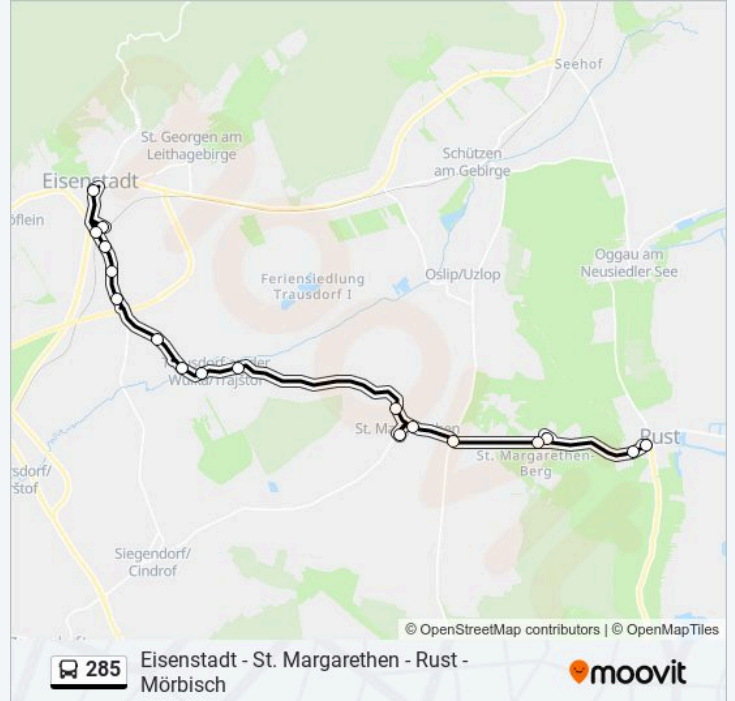 Seehof
St. Georgen am
Leithagebirge
Schützen
am Gebirge
Eisenstadt
öflein
Oggau am
Neusiedler See
Feriensiedlung
Trausdorf I
Oslip/Uzlop
Wulka/Trajštof
St. Ma
St. Margarethen-
Berg
Rust
rsdorf/
štof
Siegendorf/
Cindrof
© OpenStreetMap contributors | © OpenMapTiles
285
Eisenstadt - St. Margarethen - Rust -
Mörbisch
moovit